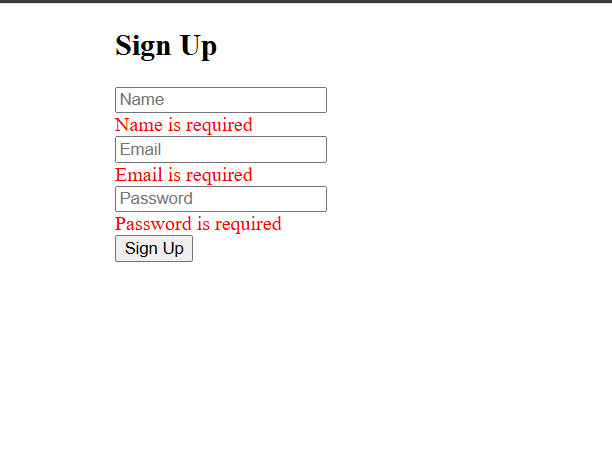 Sign Up
Name
Name is required
Email
Email is required
Password
Password is required
Sign Up